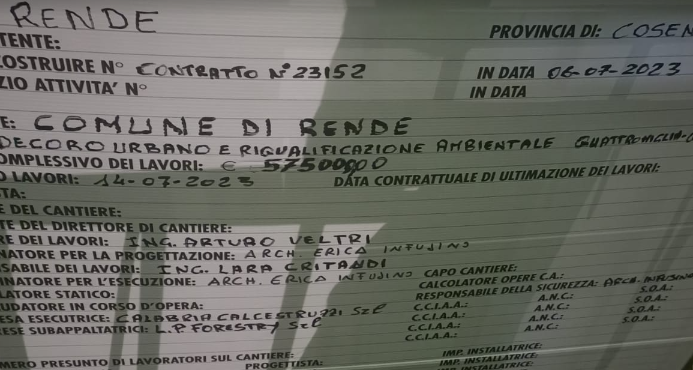 RENDE PROVINCIA DI: COSEN
TENTE:
OSTRUIRE N° CONTRATTO N°23152 IN DATA 06-07-2023
ZIO ATTIVITA' N° IN DATA
E: COMUNE DI RENDE
DECORO URBANO E RIQUALIFICAZIONE AMBIENTALE
OMPLESSIVO DEI LAVORI: €
O LAVORI: 14-07-2023 DATA CONTRATTUALE DI ULTIMAZIONE DEI LAVORI:
TA:
E DEL CANTIERE:
TE DEL DIRETTORE DI CANTIERE:
RE DEI LAVORI: ING. ARTURO VELTRI
NATORE PER LA PROGETTAZIONE: ARCH. ERICA INFUSINO
SABILE DEI LAVORI: ING. LARA CRITANDI CAPO CANTIERE:
INATORE PER L'ESECUZIONE: ARCH. ERICA INFUSINO CALCOLATORE OPERE C.A.:
LATORE STATICO: RESPONSABILE DELLA SICUREZZA: ARCH. S.O.A.:
UDATORE IN CORSO D'OPERA: C.C.I.A.A.: A.N.C.: S.O.A.:
ESA ESECUTRICE: CALABRIA CALCESTRUZZI SRL C.C.I.A.A.: A.N.C.: S.O.A.:
ESE SUBAPPALTATRICI: L.P FORESTRY SRL C.C.I.A.A.: A.N.C.: S.O.A.:
C.C.I.A.A.:
MERO PRESUNTO DI LAVORATORI SUL CANTIERE: IMP. INSTALLATRICE:
PROGETTISTA: IMP. INSTALLATRICE:
IMP. INSTALLATRICE: